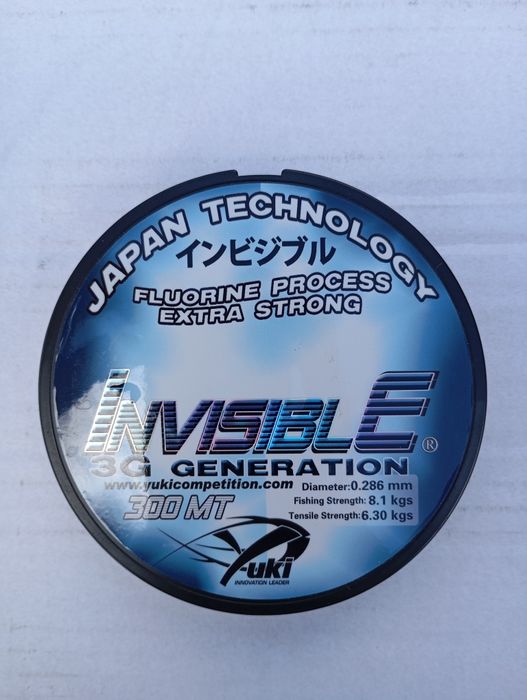 JAPAN TECHNOLOGY
インビジブル
FLUORINE PROCESS
EXTRA STRONG
INVISIBLE®
3G GENERATION
www.yukicompetition.com
Diameter:0.286 mm
Fishing Strength: 8.1 kgs
Tensile Strength:6.30 kgs
300 MT
Yuki
INNOVATION LEADER